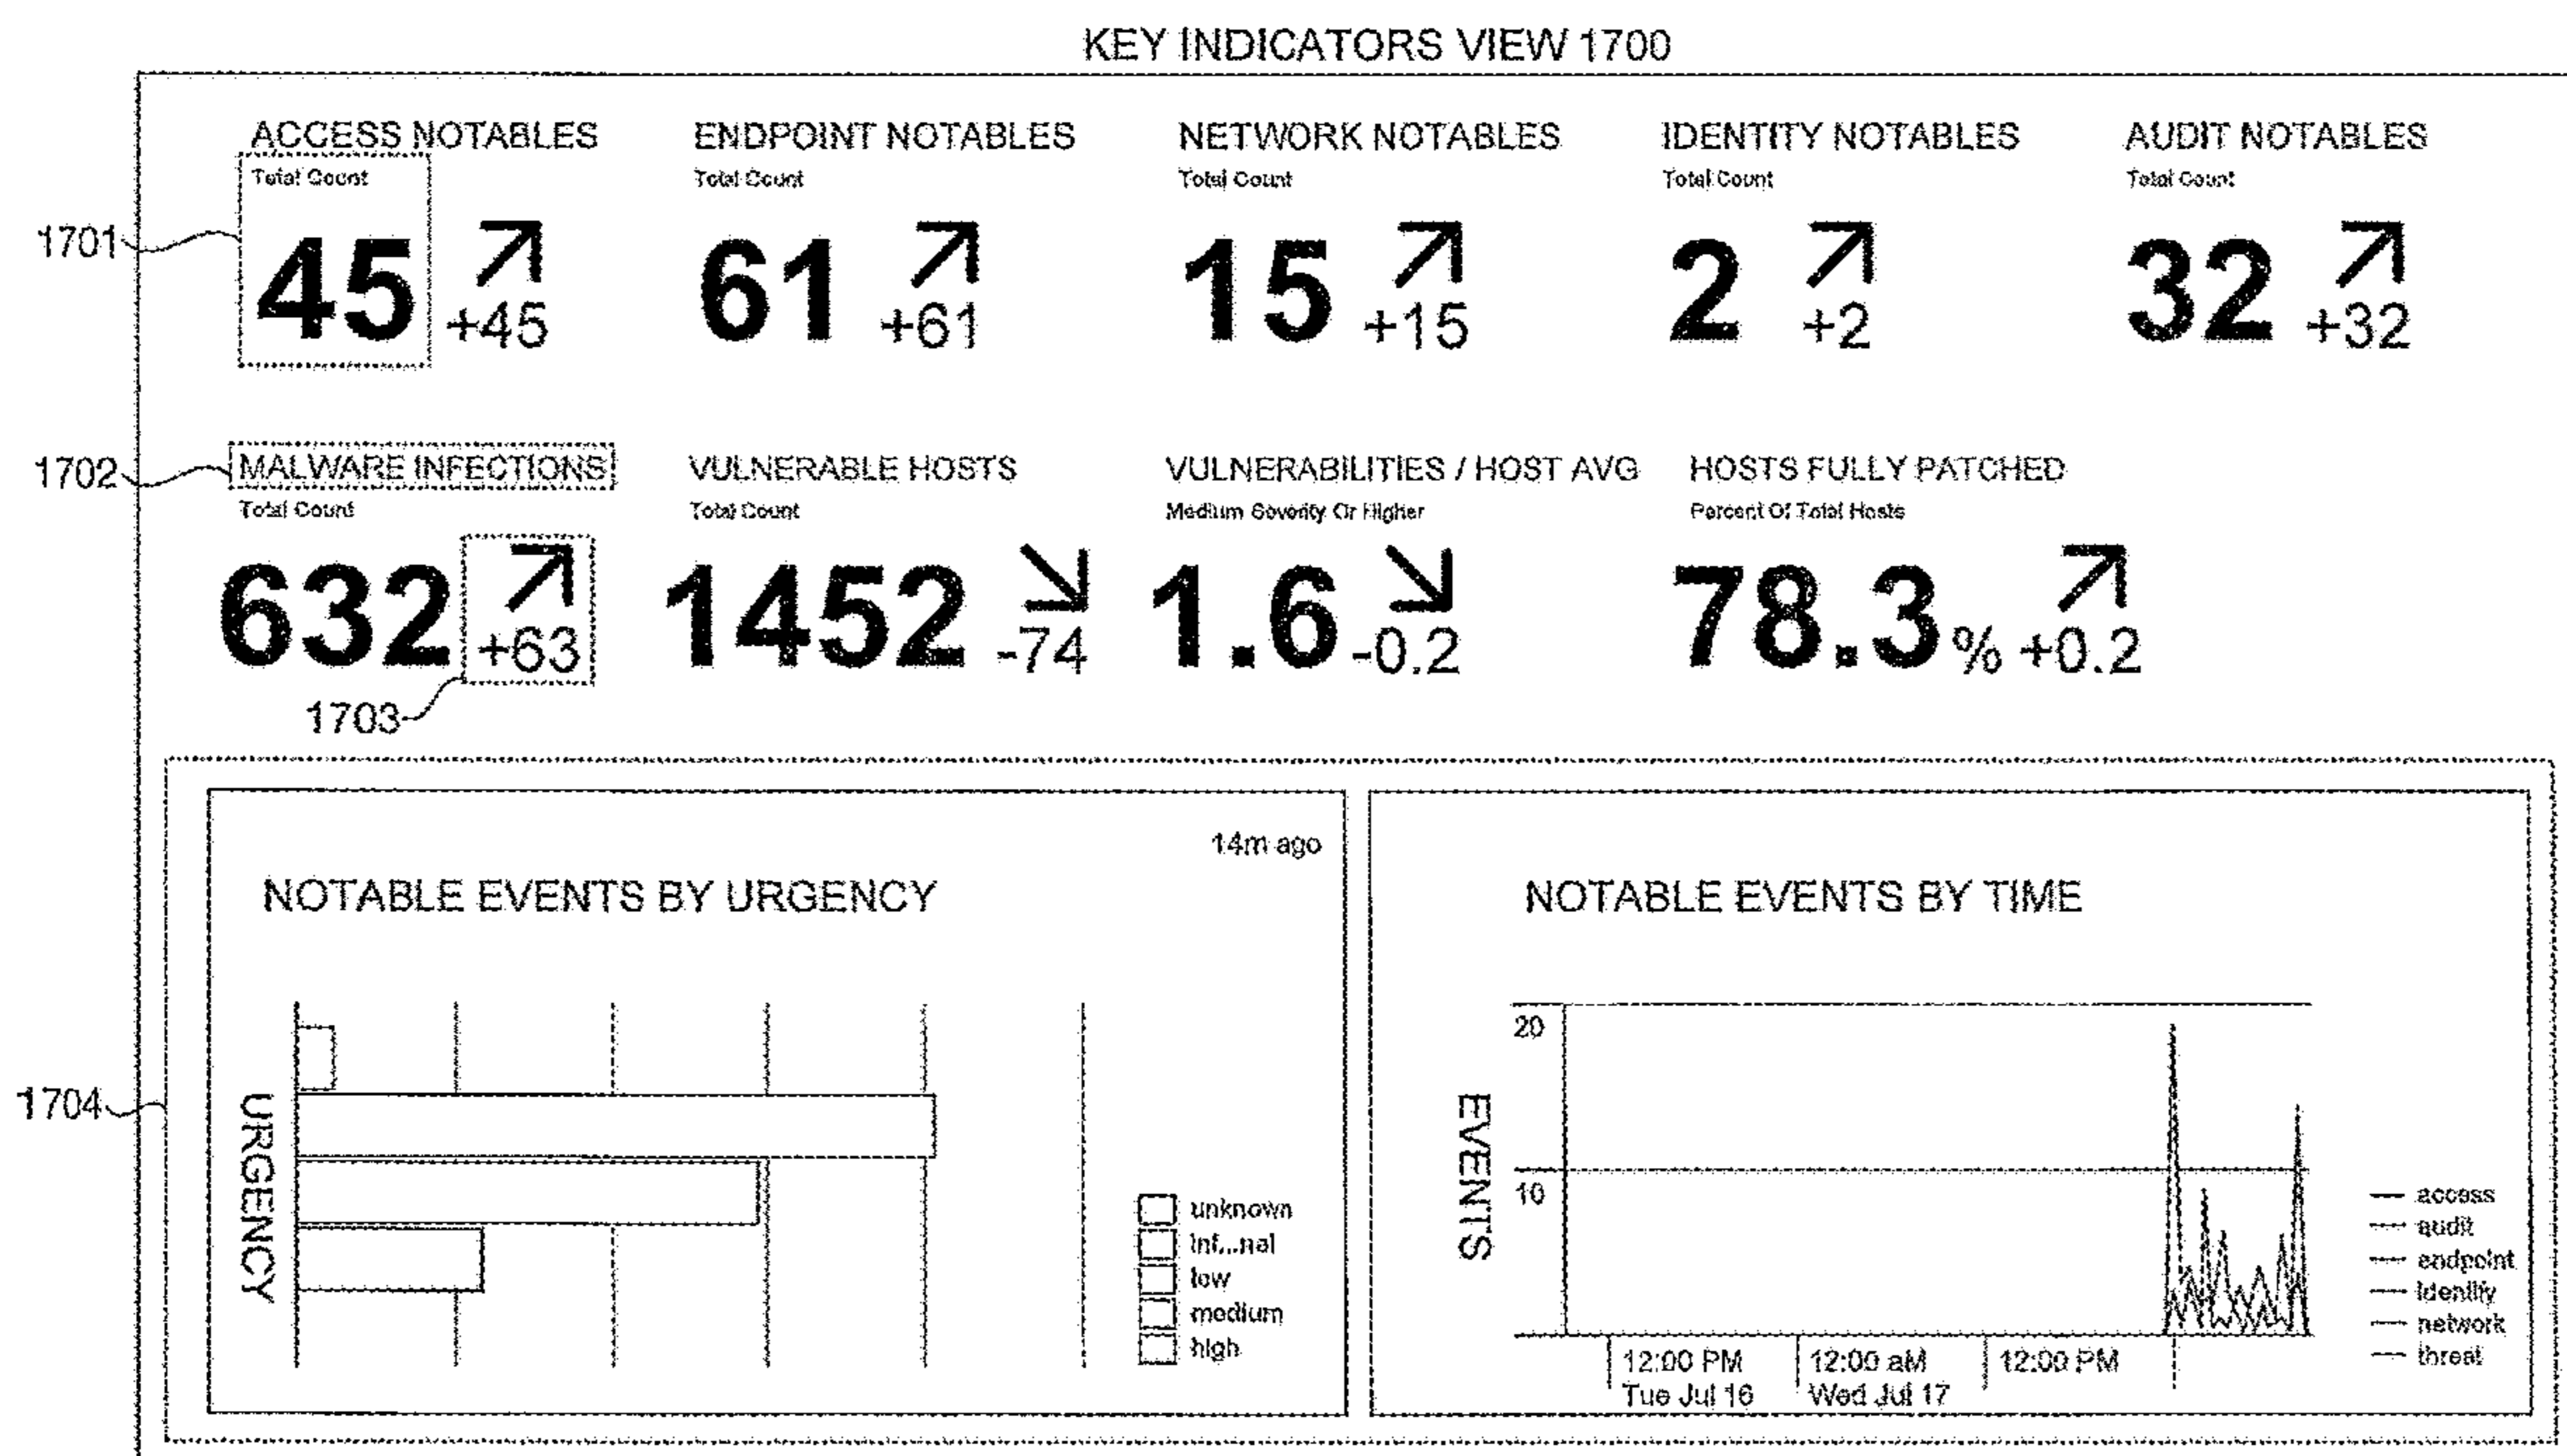 KEY INDICATORS VIEW 1700
ACCESS NOTABLES
Total Count
45 +45
ENDPOINT NOTABLES
Total Count
61 +61
NETWORK NOTABLES
Total Count
15 +15
IDENTITY NOTABLES
Total Count
2 +2
AUDIT NOTABLES
Total Count
32 +32
1701
1702
MALWARE INFECTIONS
Total Count
632 +63
1703
VULNERABLE HOSTS
Total Count
1452 -74
VULNERABILITIES / HOST AVG
Medium Severity Or Higher
1.6 -0.2
HOSTS FULLY PATCHED
Percent Of Total Hosts
78.3 % +0.2
1704
14m ago
NOTABLE EVENTS BY URGENCY
URGENCY
unknown
inf...nal
low
medium
high
NOTABLE EVENTS BY TIME
EVENTS
20
10
12:00 PM
Tue Jul 16
12:00 aM
Wed Jul 17
12:00 PM
access
audit
endpoint
identity
network
threat